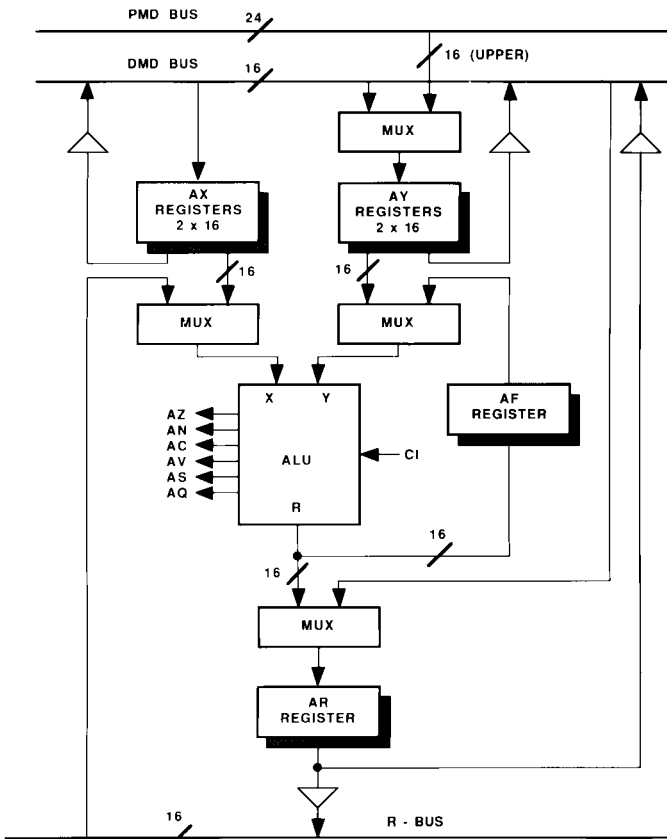 PMD BUS 24
16 (UPPER)
DMD BUS 16
MUX
AX
REGISTERS
2 x 16
AY
REGISTERS
2 x 16
16
16
MUX
MUX
X Y
AF
REGISTER
AZ
AN
AC
AV
AS
AQ
ALU
CI
R
16
16
MUX
AR
REGISTER
16
R - BUS